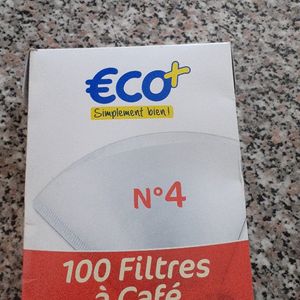 €CO+
Simplement bien!
N°4
100 Filtres
à Café